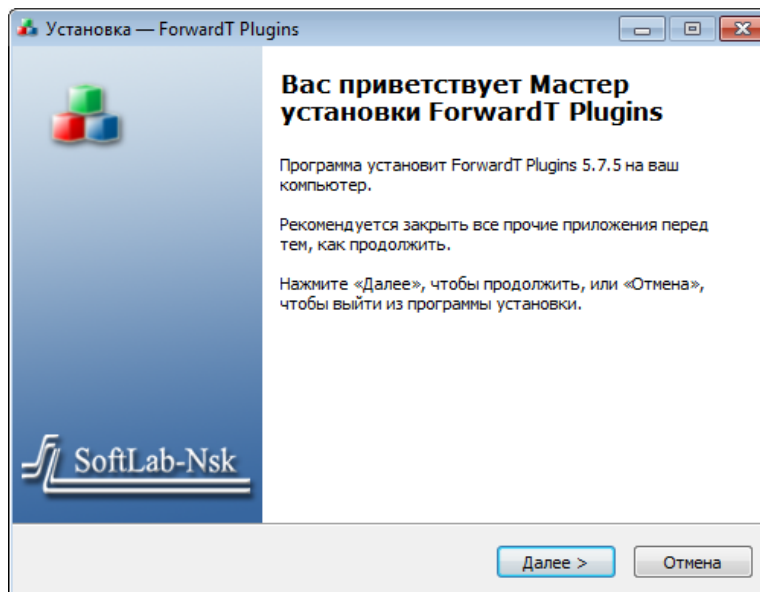 Установка — ForwardT Plugins
Вас приветствует Мастер
установки ForwardT Plugins
Программа установит ForwardT Plugins 5.7.5 на ваш
компьютер.
Рекомендуется закрыть все прочие приложения перед
тем, как продолжить.
Нажмите «Далее», чтобы продолжить, или «Отмена»,
чтобы выйти из программы установки.
SoftLab-Nsk
Далее >
Отмена